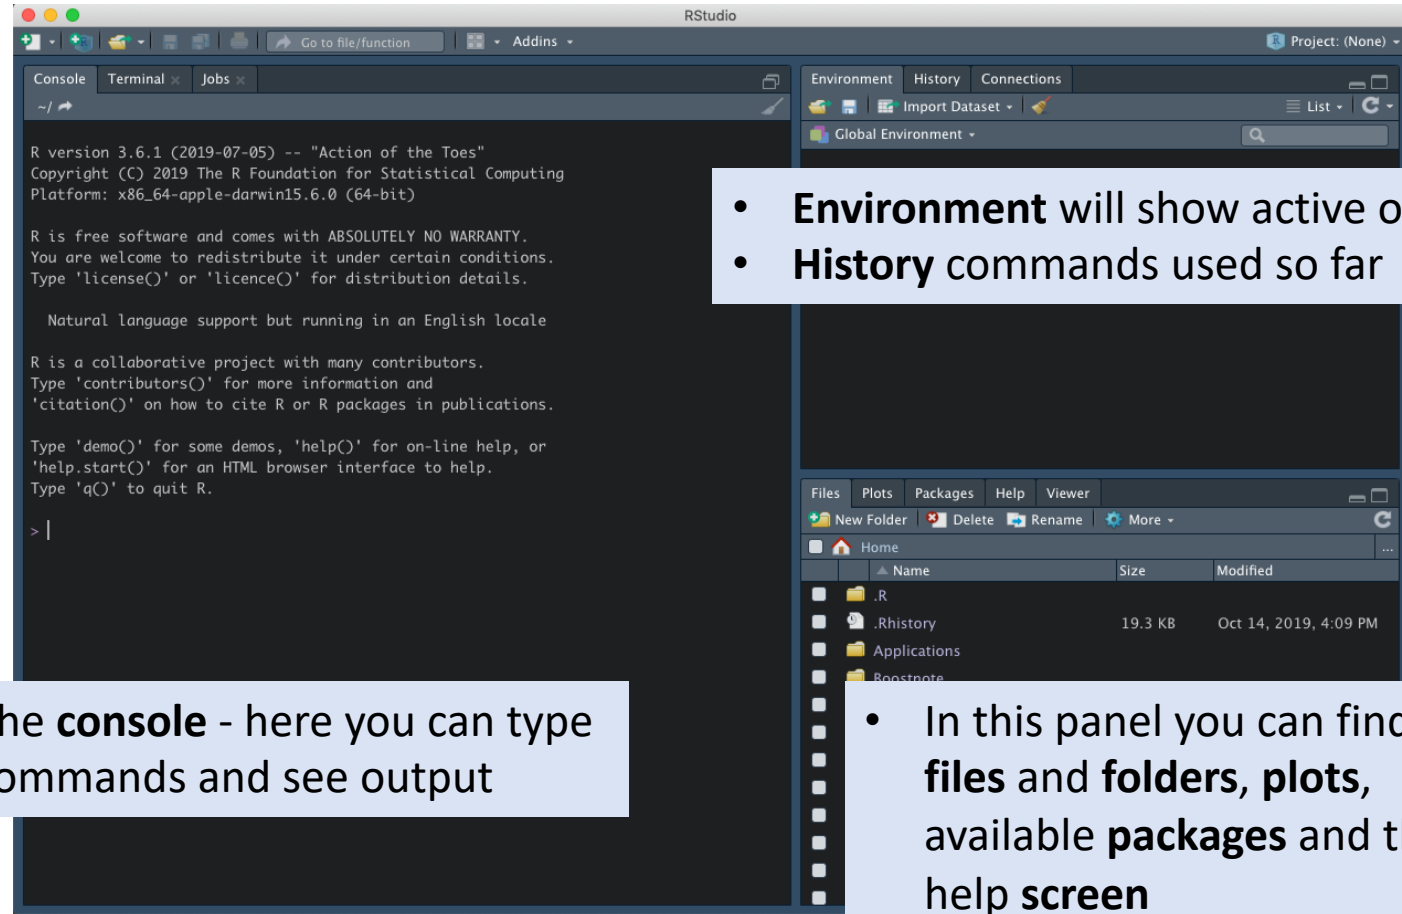 RStudio
Go to file/function
Addins
Project: (None)
Console Terminal Jobs
~/
R version 3.6.1 (2019-07-05) -- "Action of the Toes"
Copyright (C) 2019 The R Foundation for Statistical Computing
Platform: x86_64-apple-darwin15.6.0 (64-bit)
R is free software and comes with ABSOLUTELY NO WARRANTY.
You are welcome to redistribute it under certain conditions.
Type 'license()' or 'licence()' for distribution details.
Natural language support but running in an English locale
R is a collaborative project with many contributors.
Type 'contributors()' for more information and
'citation()' on how to cite R or R packages in publications.
Type 'demo()' for some demos, 'help()' for on-line help, or
'help.start()' for an HTML browser interface to help.
Type 'q()' to quit R.
>
he console - here you can type
ommands and see output
Environment History Connections
Import Dataset List
Global Environment
• Environment will show active o
• History commands used so far
Files Plots Packages Help Viewer
New Folder Delete Rename More
Home ...
Name Size Modified
.R
.Rhistory 19.3 KB Oct 14, 2019, 4:09 PM
Applications
Boostnote
• In this panel you can find
files and folders, plots,
available packages and t
help screen